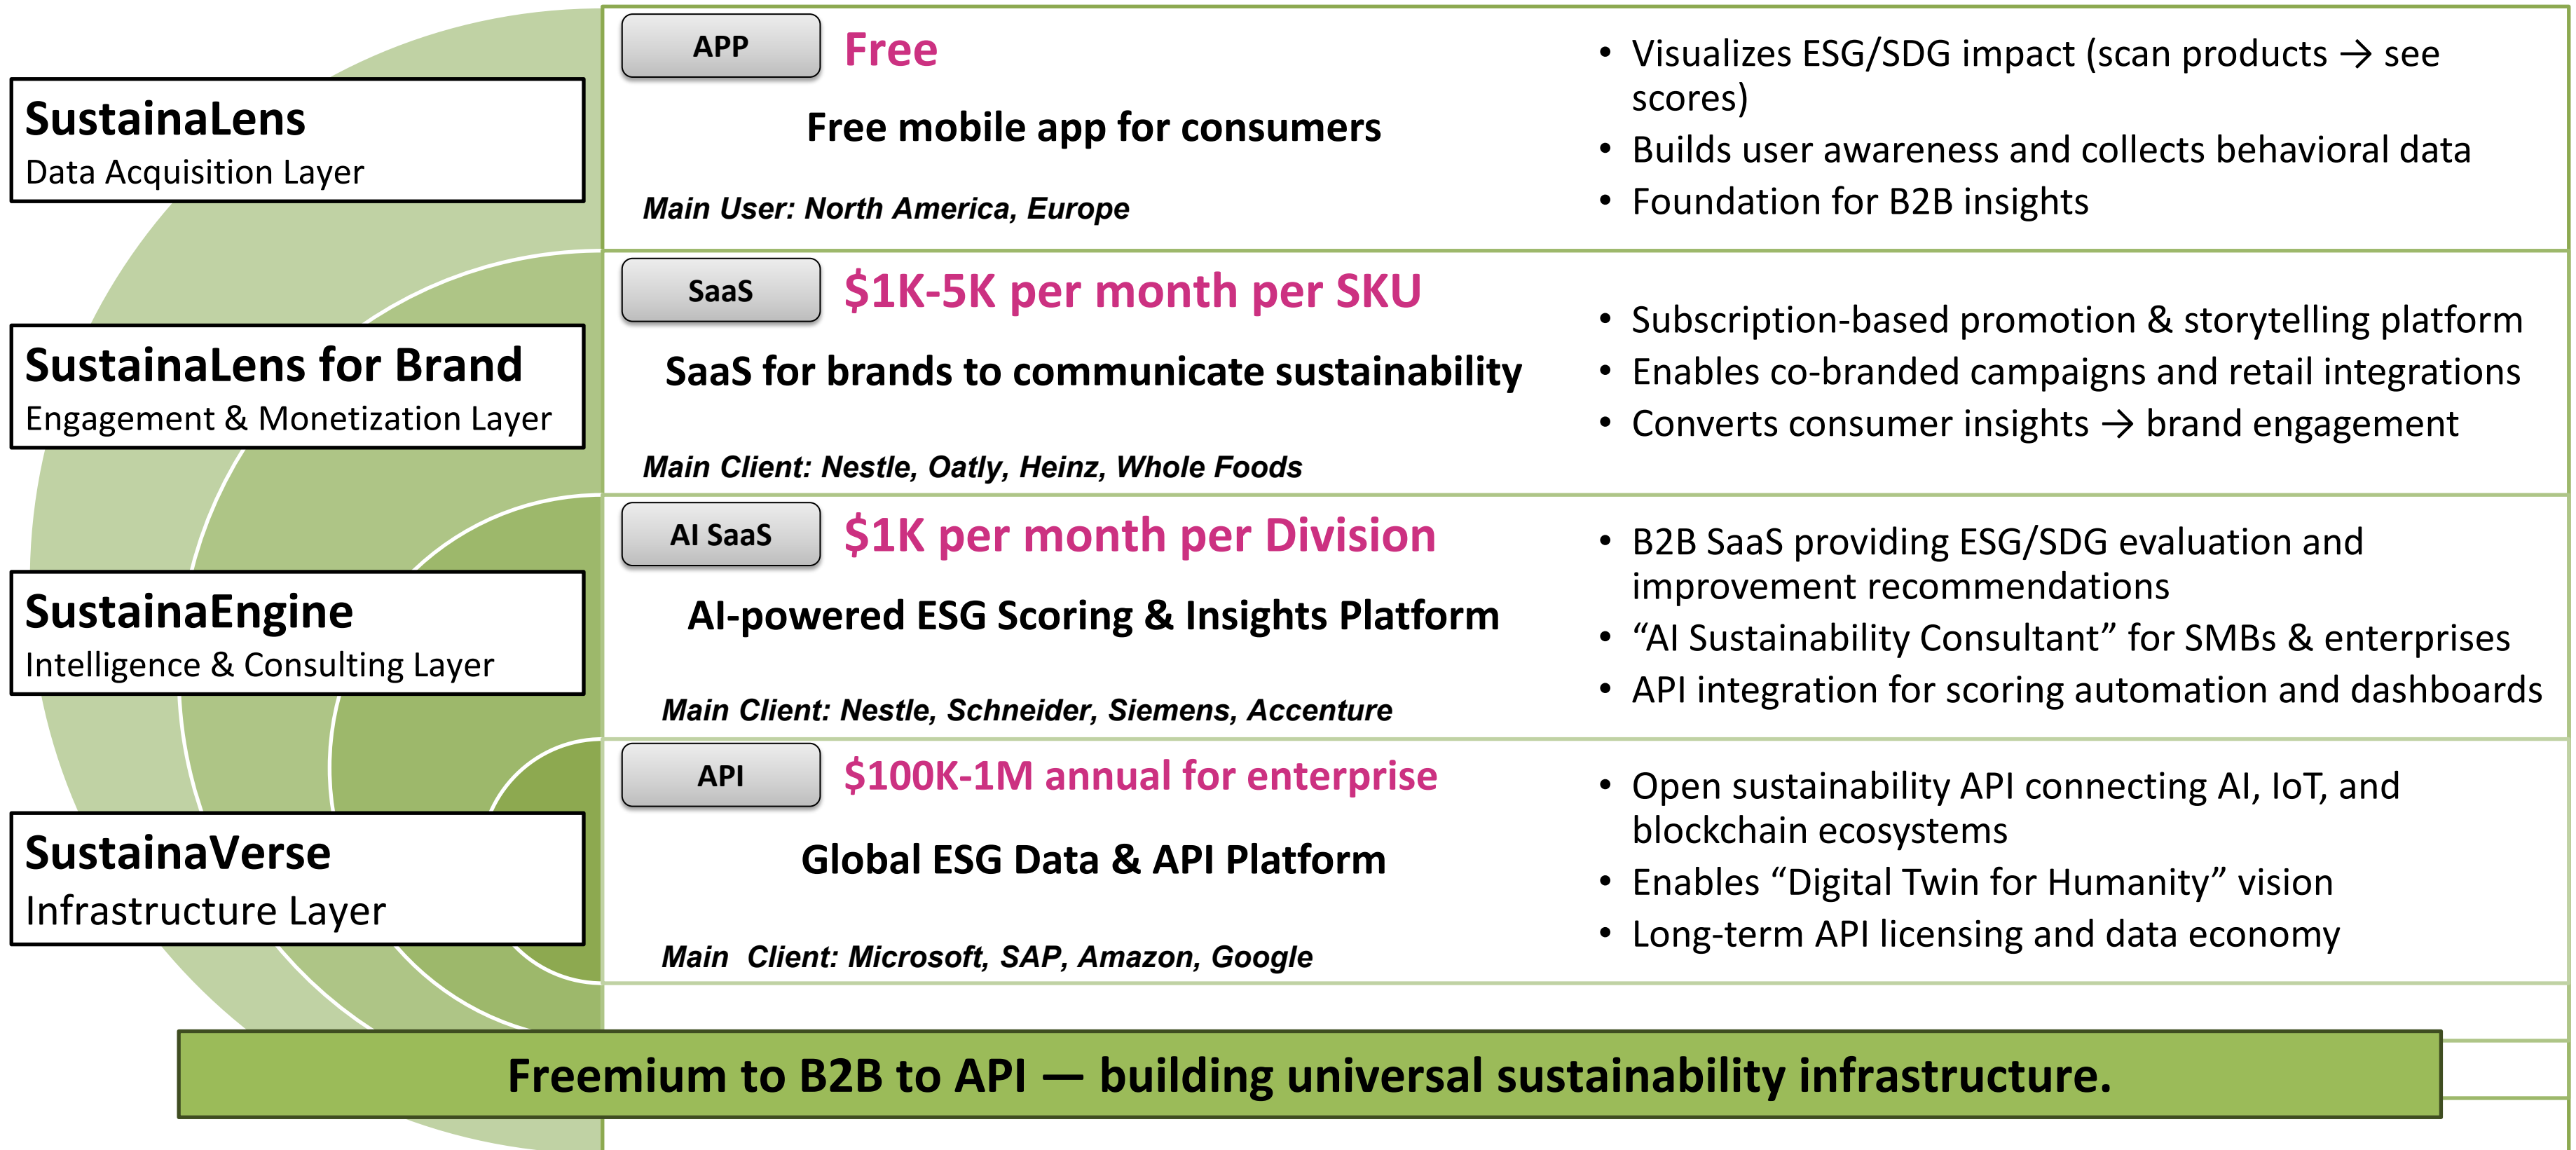 SustainaLens
Data Acquisition Layer
APP
Free
Free mobile app for consumers
Main User: North America, Europe
• Visualizes ESG/SDG impact (scan products → see
scores)
• Builds user awareness and collects behavioral data
• Foundation for B2B insights
SustainaLens for Brand
Engagement & Monetization Layer
SaaS
$1K-5K per month per SKU
SaaS for brands to communicate sustainability
Main Client: Nestle, Oatly, Heinz, Whole Foods
• Subscription-based promotion & storytelling platform
• Enables co-branded campaigns and retail integrations
• Converts consumer insights → brand engagement
SustainaEngine
Intelligence & Consulting Layer
AI SaaS
$1K per month per Division
AI-powered ESG Scoring & Insights Platform
Main Client: Nestle, Schneider, Siemens, Accenture
• B2B SaaS providing ESG/SDG evaluation and
improvement recommendations
• “AI Sustainability Consultant” for SMBs & enterprises
• API integration for scoring automation and dashboards
SustainaVerse
Infrastructure Layer
API
$100K-1M annual for enterprise
Global ESG Data & API Platform
Main  Client: Microsoft, SAP, Amazon, Google
• Open sustainability API connecting AI, IoT, and
blockchain ecosystems
• Enables “Digital Twin for Humanity” vision
• Long-term API licensing and data economy
Freemium to B2B to API — building universal sustainability infrastructure.